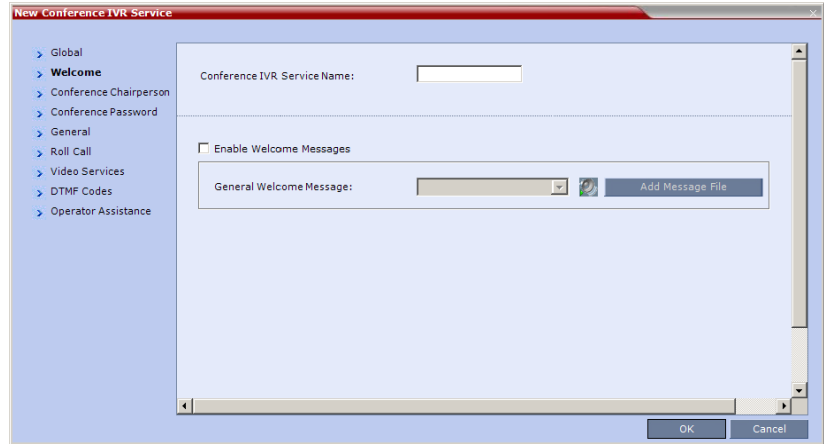 New Conference IVR Service
Global
Welcome
Conference Chairperson
Conference Password
General
Roll Call
Video Services
DTMF Codes
Operator Assistance
Conference IVR Service Name:
Enable Welcome Messages
General Welcome Message:
Add Message File
OK
Cancel